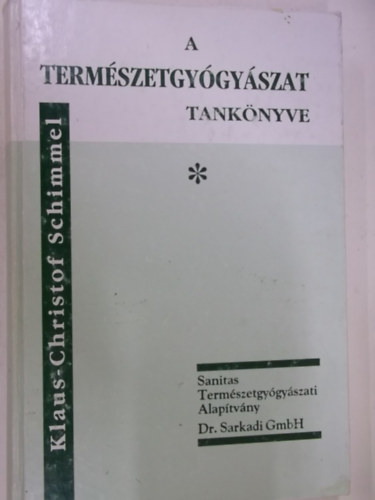 A
TERMÉSZETGYÓGYÁSZAT
TANKÖNYVE
*
Klaus-Christof Schimmel
Sanitas
Természetgyógyászati
Alapítvány
Dr. Sarkadi GmbH